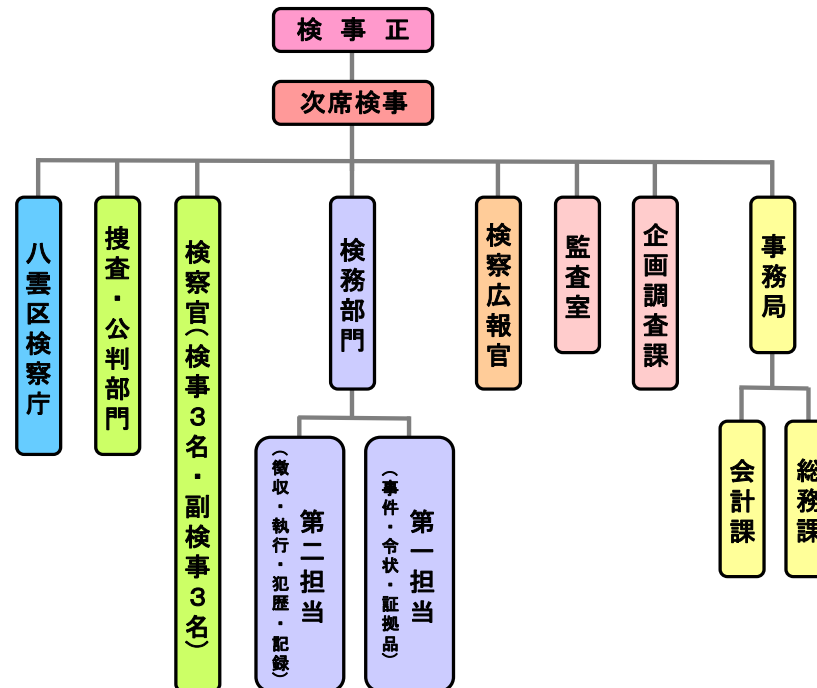 検事正
次席検事
八雲区検察庁
捜査・公判部門
検察官(検事３名・副検事３名)
検務部門
検察広報官
監査室
企画調査課
事務局
第二担当
(徴収・執行・犯歴・記録)
第一担当
(事件・令状・証拠品)
会計課
総務課